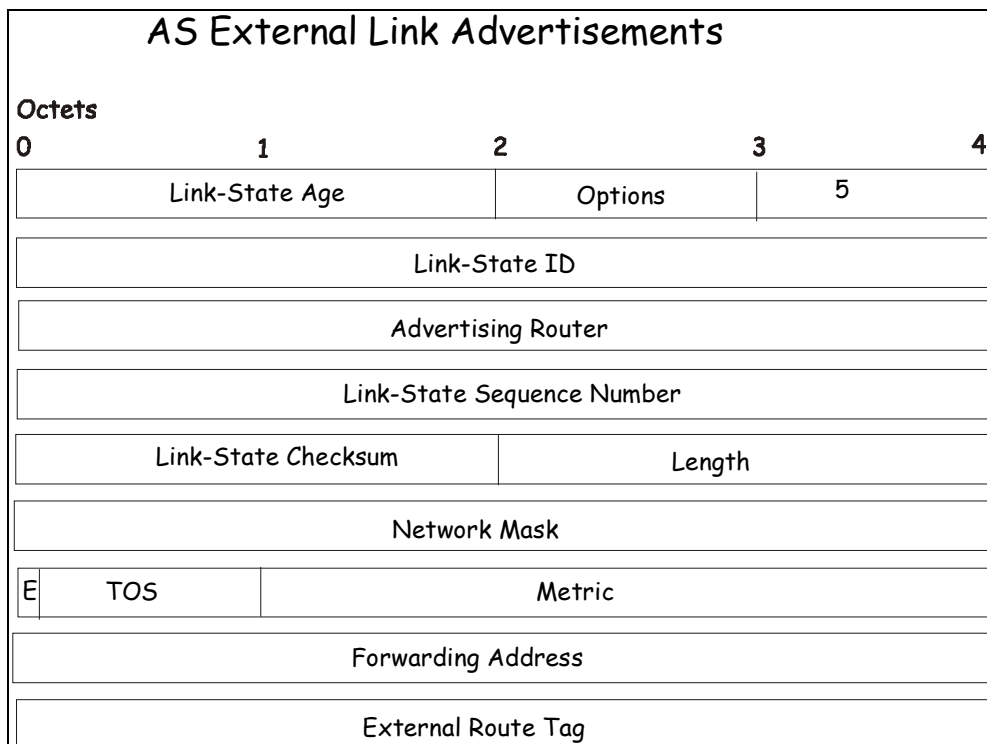 AS External Link Advertisements
Octets
0 1 2 3 4
Link-State Age Options 5
Link-State ID
Advertising Router
Link-State Sequence Number
Link-State Checksum Length
Network Mask
E TOS Metric
Forwarding Address
External Route Tag